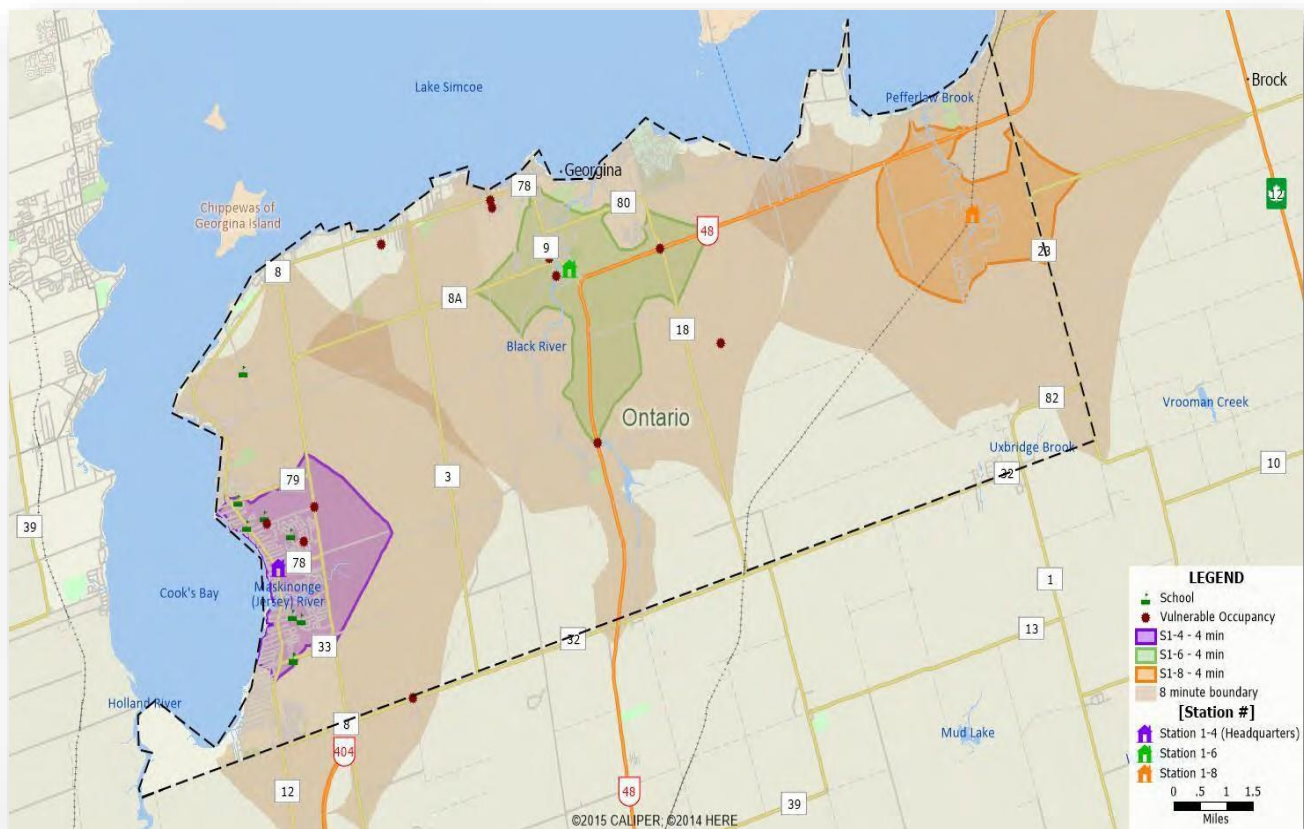 Lake Simcoe
Pefferlaw Brook
Brock
12
Georgina
78
80
Chippewas of
Georgina Island
48
9
23
8
8A
18
Black River
Ontario
82
Vrooman Creek
Uxbridge Brook
32
10
79
3
39
78
Cook's Bay
Maskinonge
(Jersey) River
1
13
32
33
Holland River
8
404
Mud Lake
12
48
39
©2015 CALIPER; ©2014 HERE
LEGEND
School
Vulnerable Occupancy
S1-4 - 4 min
S1-6 - 4 min
S1-8 - 4 min
8 minute boundary
[Station #]
Station 1-4 (Headquarters)
Station 1-6
Station 1-8
0 .5 1 1.5
Miles